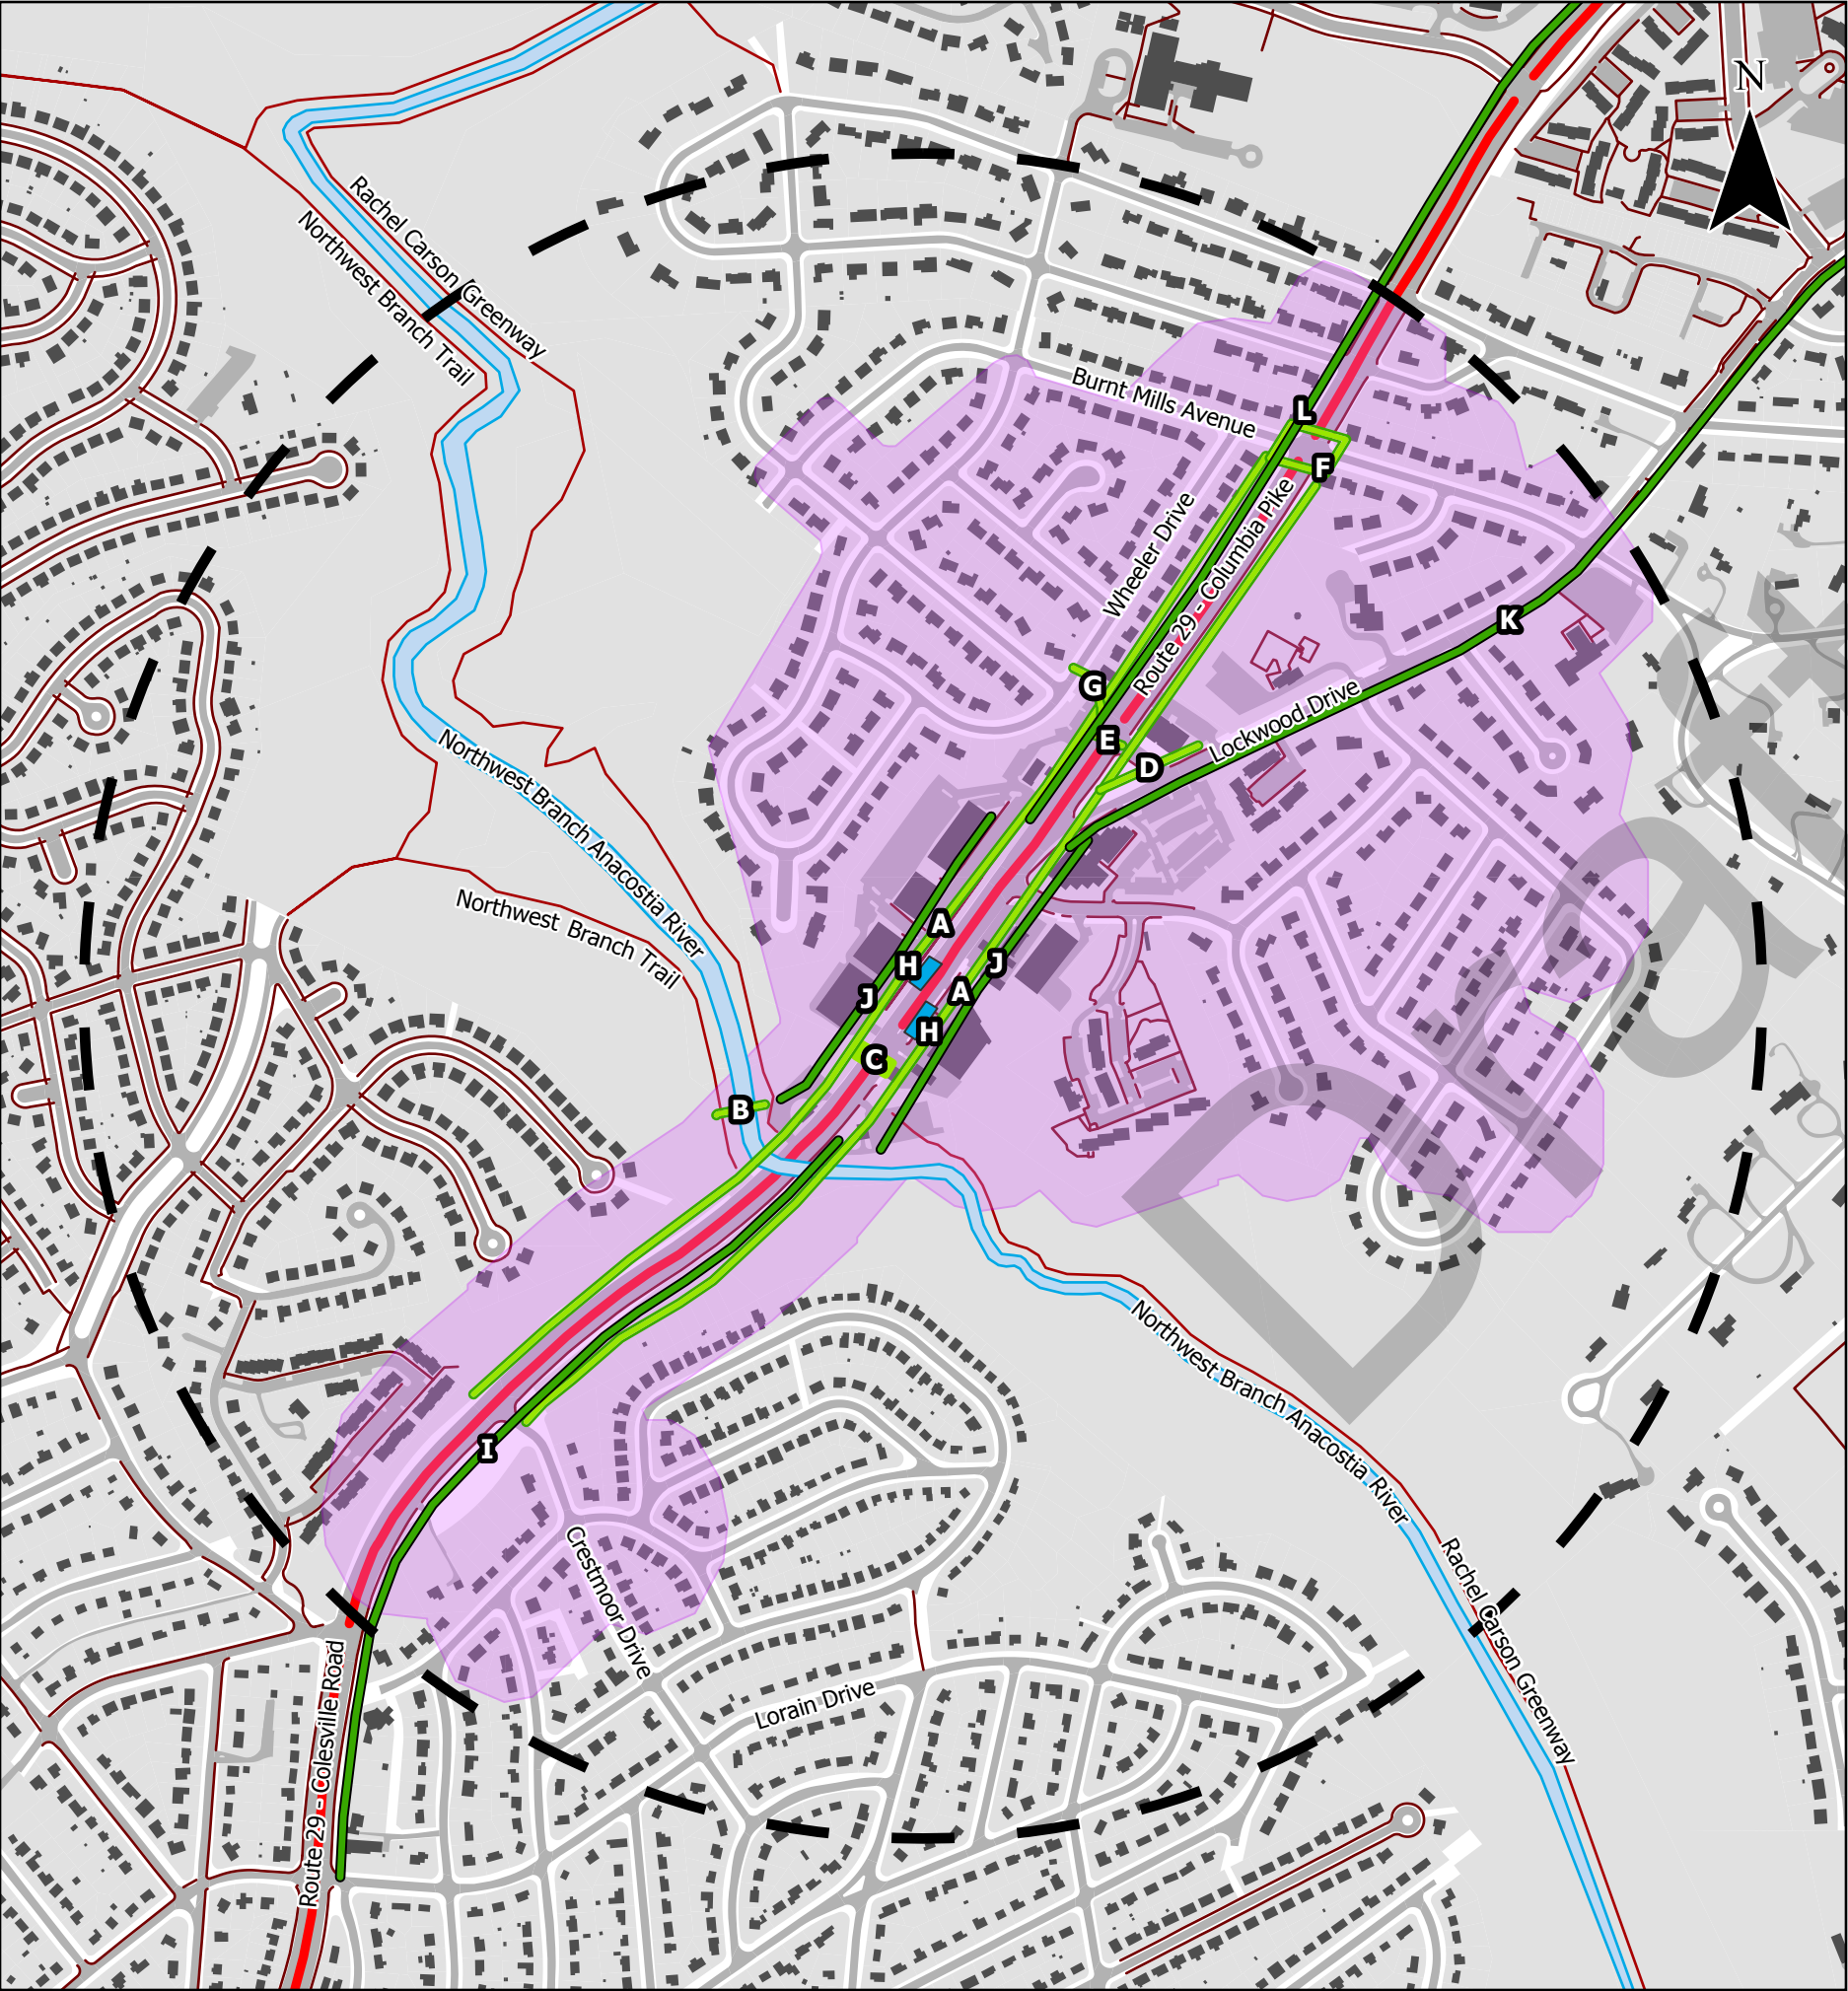 N
Rachel Carson Greenway
Northwest Branch Trail
Burnt Mills Avenue
L
F
Wheeler Drive
Route 29 - Columbia Pike
K
G
E
D
Lockwood Drive
Northwest Branch Anacostia River
Northwest Branch Trail
A
H
J
J
A
H
C
B
Northwest Branch Anacostia River
I
Crestmoor Drive
Rachel Carson Greenway
Route 29 - Colesville Road
Lorain Drive